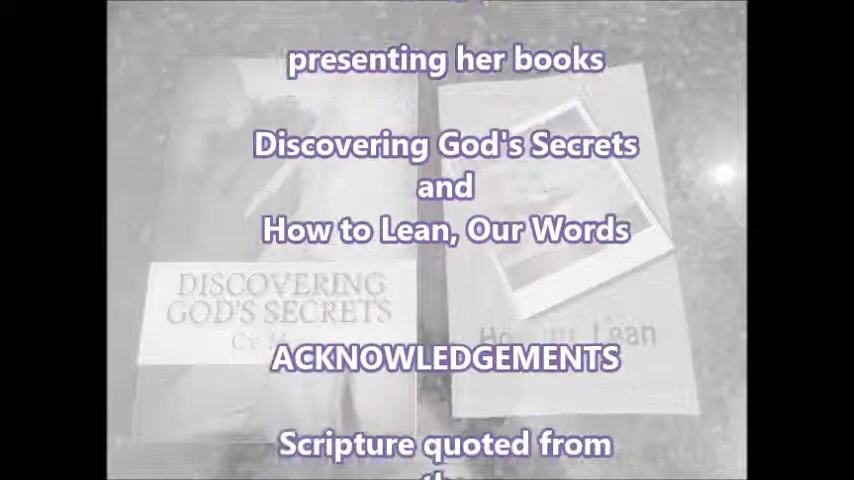 presenting her books
Discovering God's Secrets
and
How to Lean, Our Words
DISCOVERING
GOD'S SECRETS
ACKNOWLEDGEMENTS
Lean
Scripture quoted from